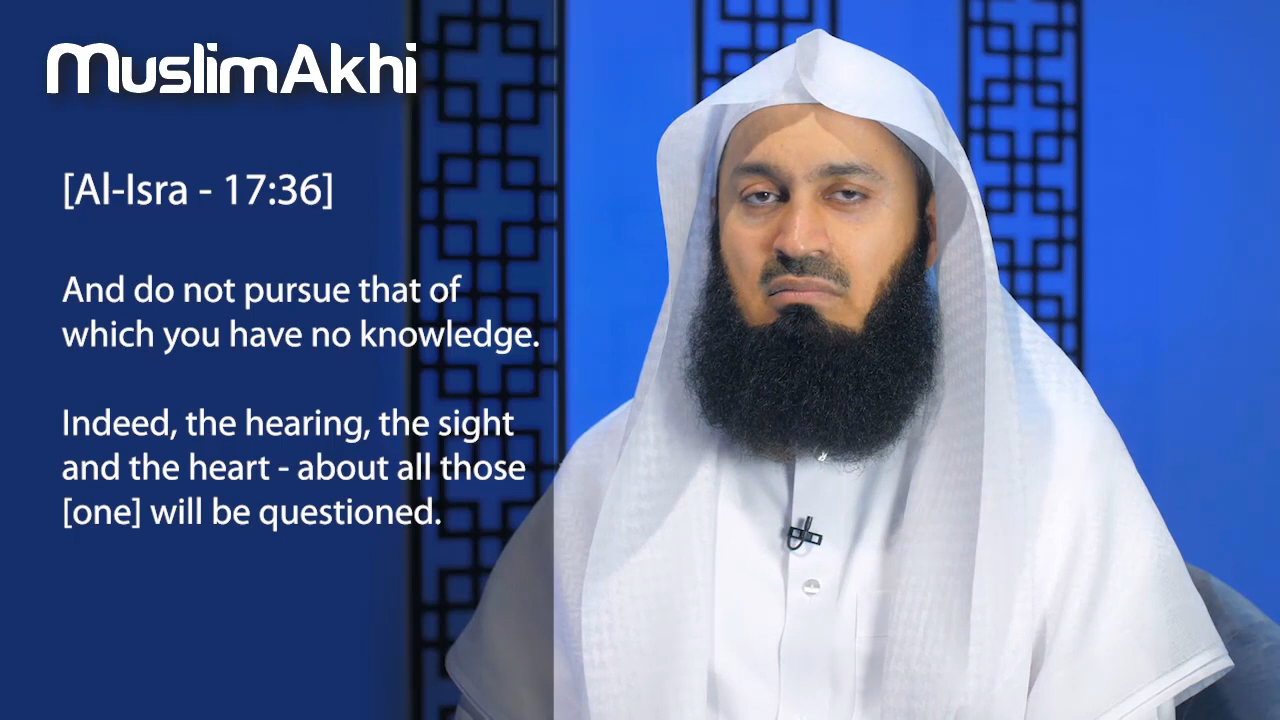 MuslimAkhi
[Al-Isra - 17:36]
And do not pursue that of
which you have no knowledge.
Indeed, the hearing, the sight
and the heart - about all those
[one] will be questioned.